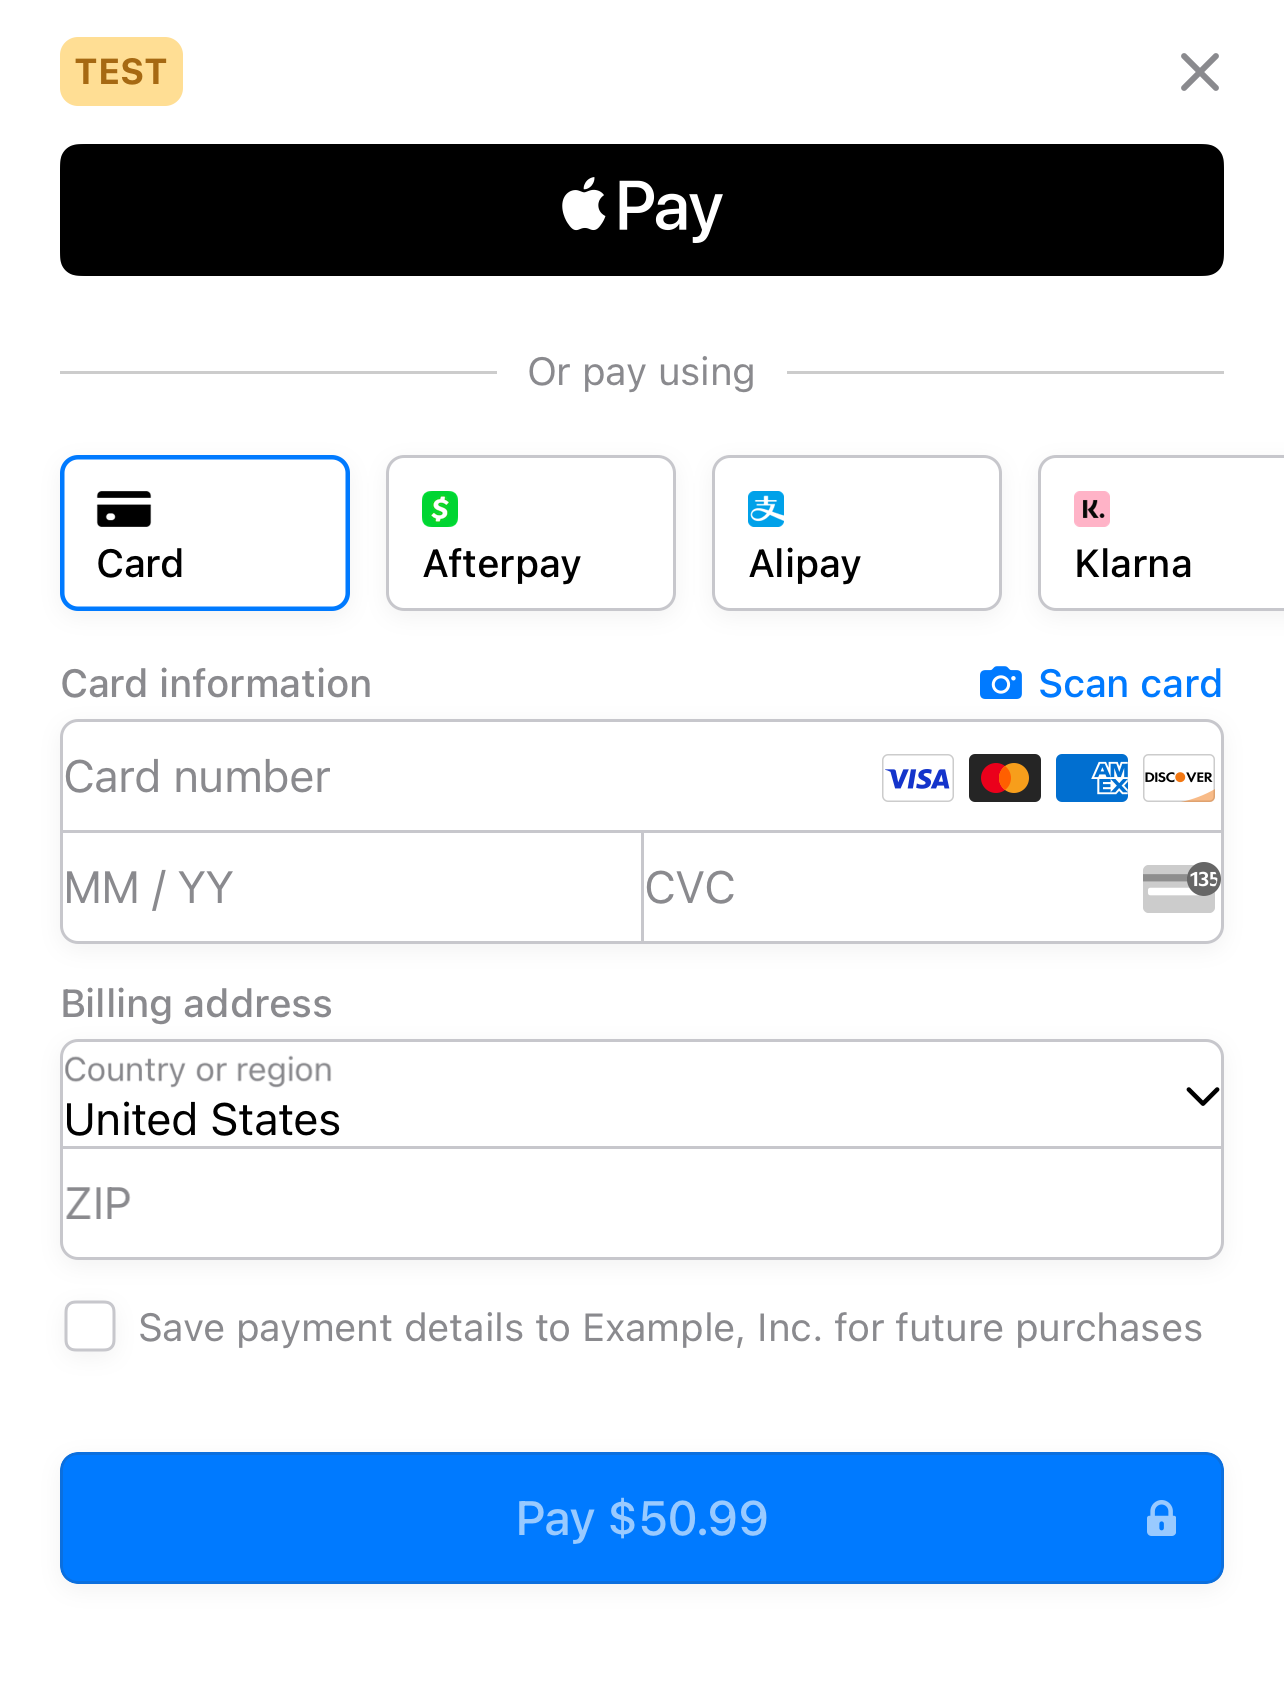 TEST
Pay
Or pay using
Card
$ Afterpay
支 Alipay
K. Klarna
Card information
Scan card
Card number
VISA
AMEX
DISCOVER
MM / YY
CVC
135
Billing address
Country or region
United States
ZIP
Save payment details to Example, Inc. for future purchases
Pay $50.99